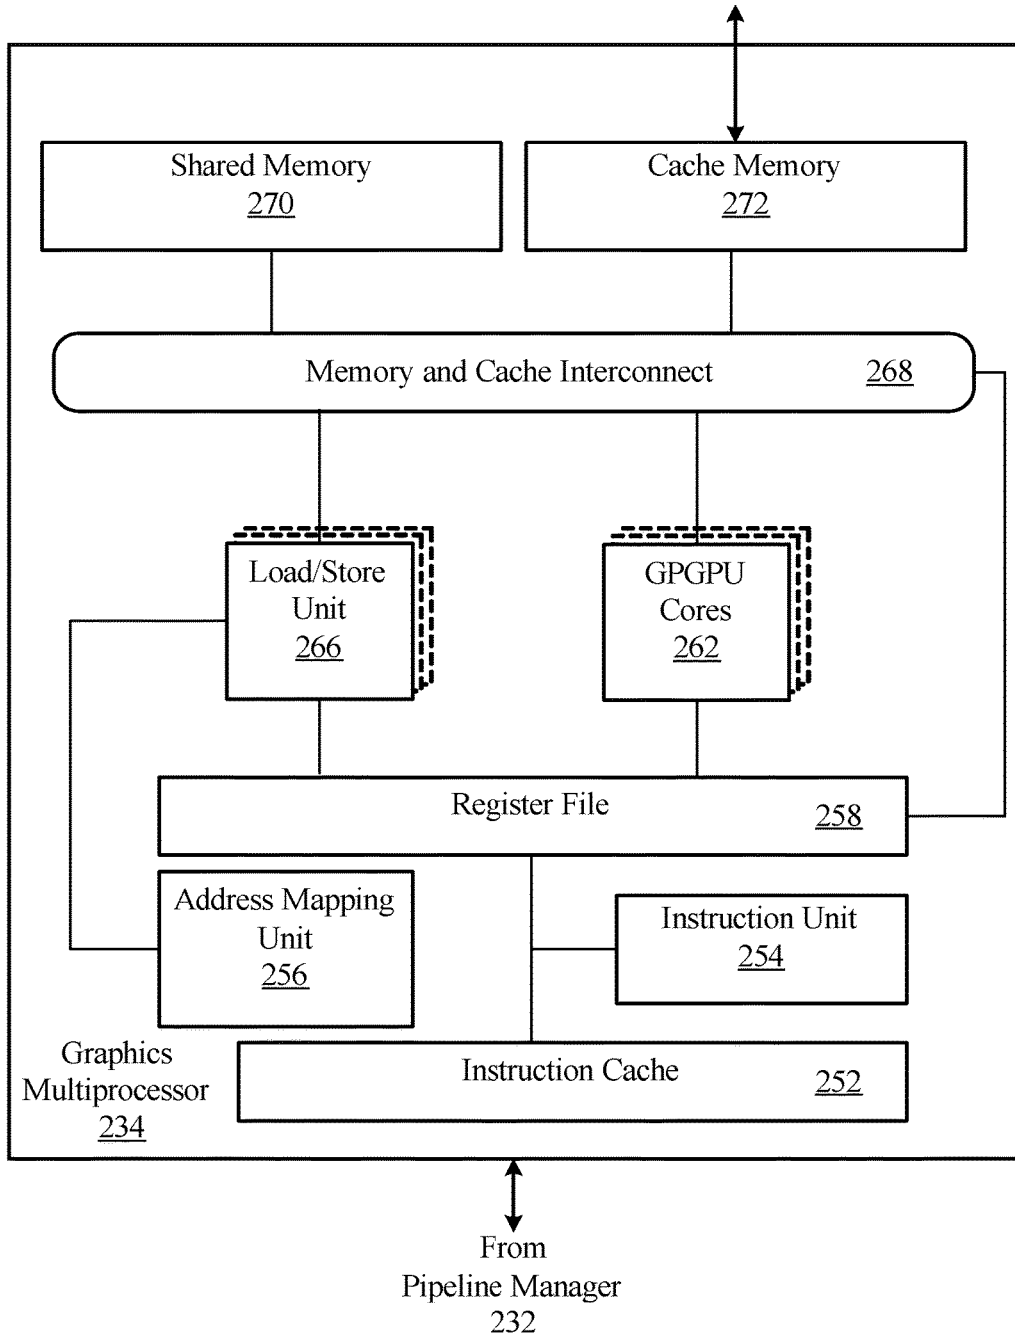 Shared Memory
270
Cache Memory
272
Memory and Cache Interconnect 268
Load/Store
Unit
266
GPGPU
Cores
262
Register File 258
Address Mapping
Unit
256
Instruction Unit
254
Graphics
Multiprocessor
234
Instruction Cache 252
From
Pipeline Manager
232